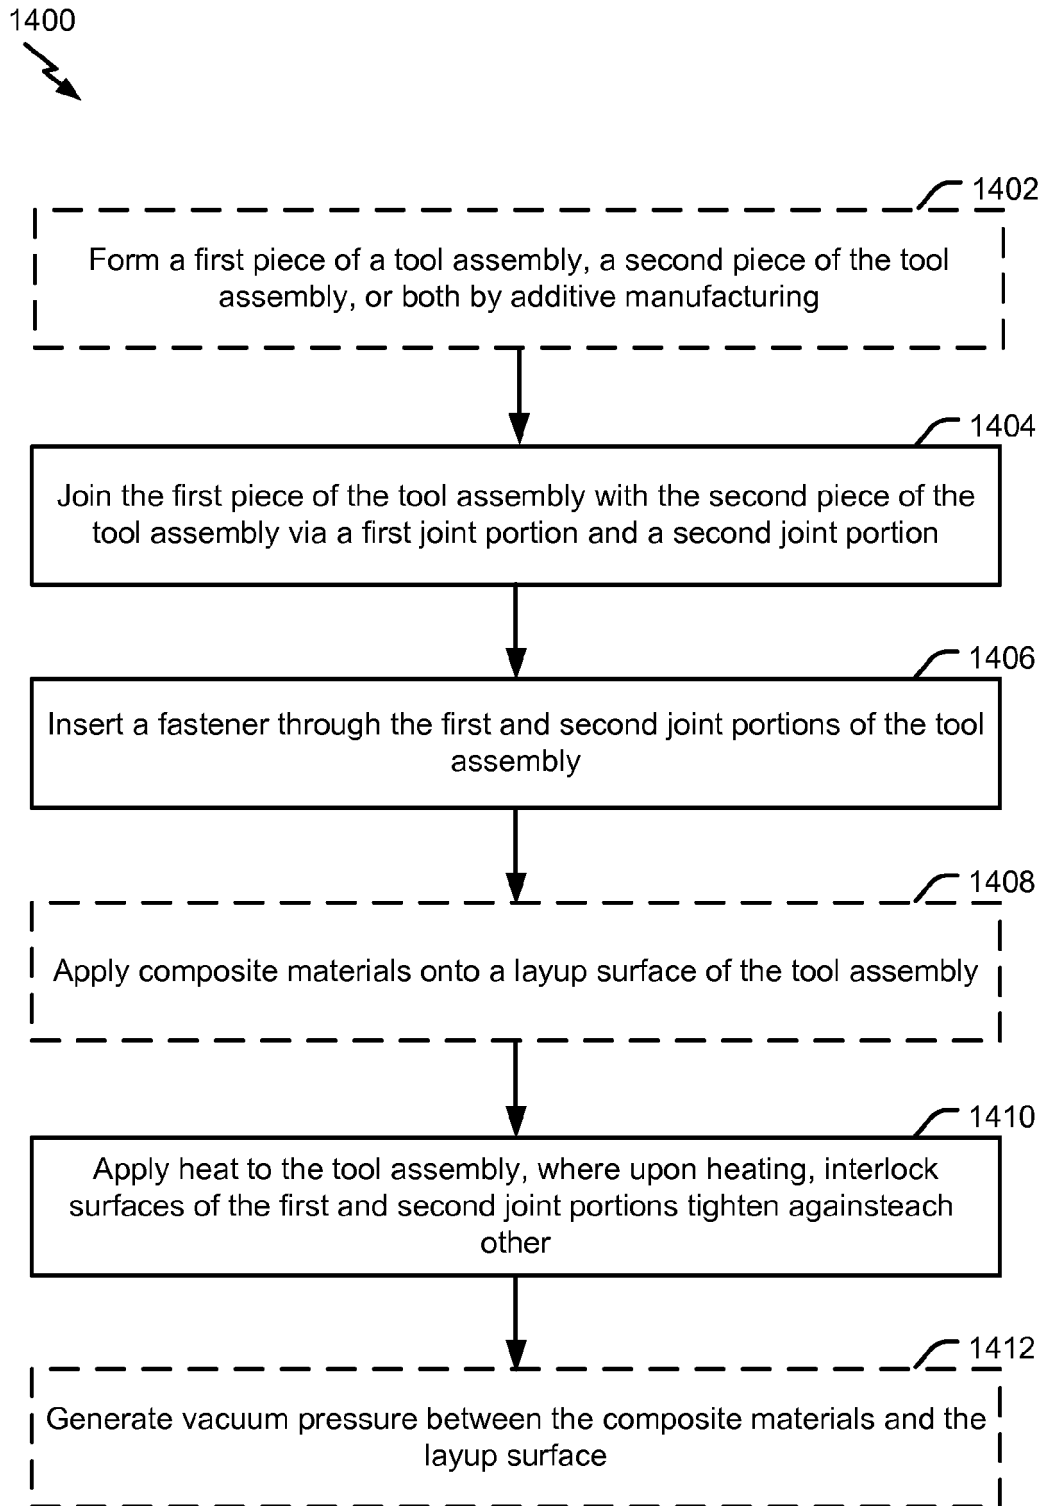 1400
1402
Form a first piece of a tool assembly, a second piece of the tool
assembly, or both by additive manufacturing
1404
Join the first piece of the tool assembly with the second piece of the
tool assembly via a first joint portion and a second joint portion
1406
Insert a fastener through the first and second joint portions of the tool
assembly
1408
Apply composite materials onto a layup surface of the tool assembly
1410
Apply heat to the tool assembly, where upon heating, interlock
surfaces of the first and second joint portions tighten againsteach
other
1412
Generate vacuum pressure between the composite materials and the
layup surface